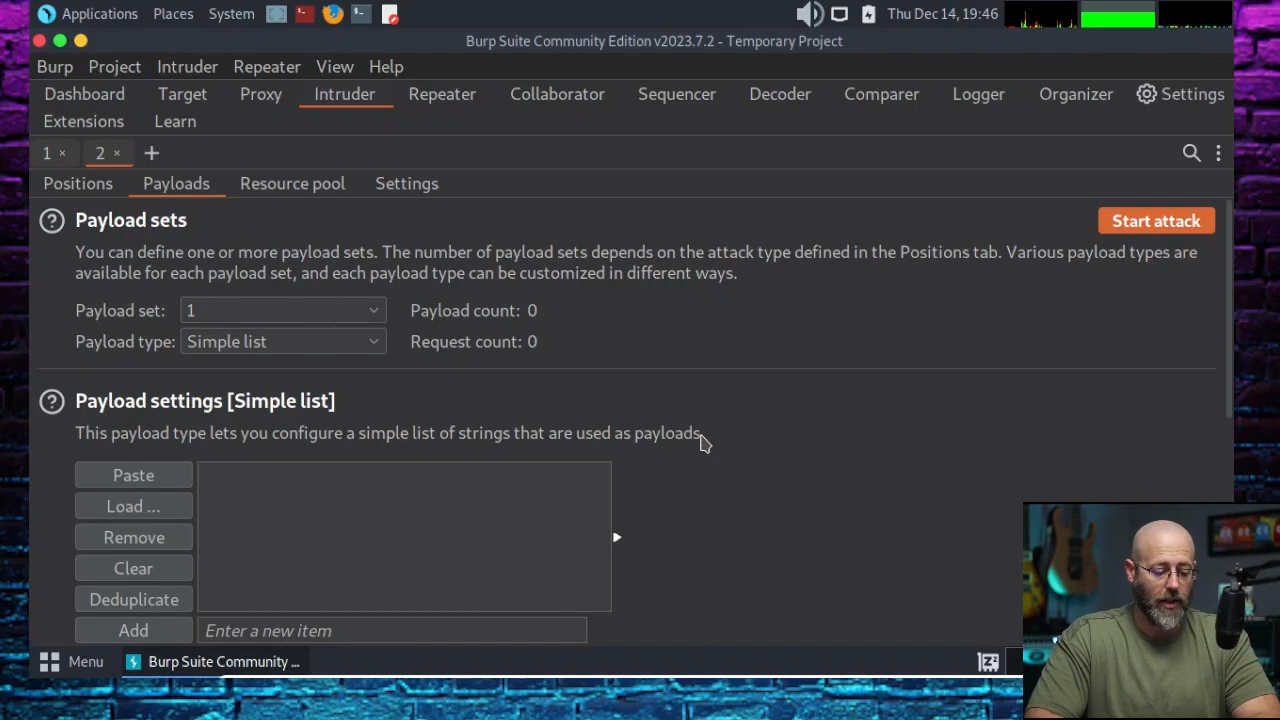 Applications Places System Thu Dec 14, 19:46
Burp Suite Community Edition v2023.7.2 - Temporary Project
Burp Project Intruder Repeater View Help
Dashboard Target Proxy Intruder Repeater Collaborator Sequencer Decoder Comparer Logger Organizer Settings
Extensions Learn
1 × 2 × +
Positions Payloads Resource pool Settings
? Payload sets Start attack
You can define one or more payload sets. The number of payload sets depends on the attack type defined in the Positions tab. Various payload types are
available for each payload set, and each payload type can be customized in different ways.
Payload set: 1 Payload count: 0
Payload type: Simple list Request count: 0
? Payload settings [Simple list]
This payload type lets you configure a simple list of strings that are used as payloads.
Paste
Load ...
Remove
Clear
Deduplicate
Add Enter a new item
Menu Burp Suite Community ...